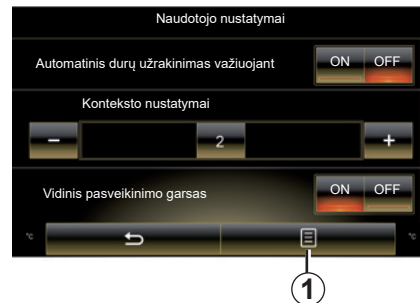 Naudotojo nustatymai
Automatinis durų užrakinimas važiuojant
ON OFF
Konteksto nustatymai
− 2 +
Vidinis pasveikinimo garsas
ON OFF
°C °C
1